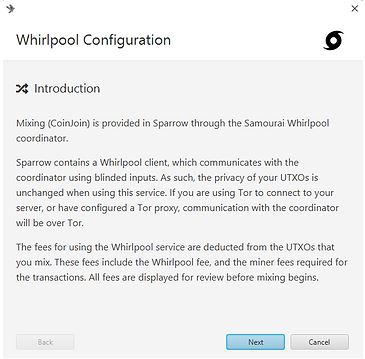 Whirlpool Configuration
Introduction
Mixing (CoinJoin) is provided in Sparrow through the Samourai Whirlpool
coordinator.
Sparrow contains a Whirlpool client, which communicates with the
coordinator using blinded inputs. As such, the privacy of your UTXOs is
unchanged when using this service. If you are using Tor to connect to your
server, or have configured a Tor proxy, communication with the coordinator
will be over Tor.
The fees for using the Whirlpool service are deducted from the UTXOs that
you mix. These fees include the Whirlpool fee, and the miner fees required for
the transactions. All fees are displayed for review before mixing begins.
Back
Next
Cancel